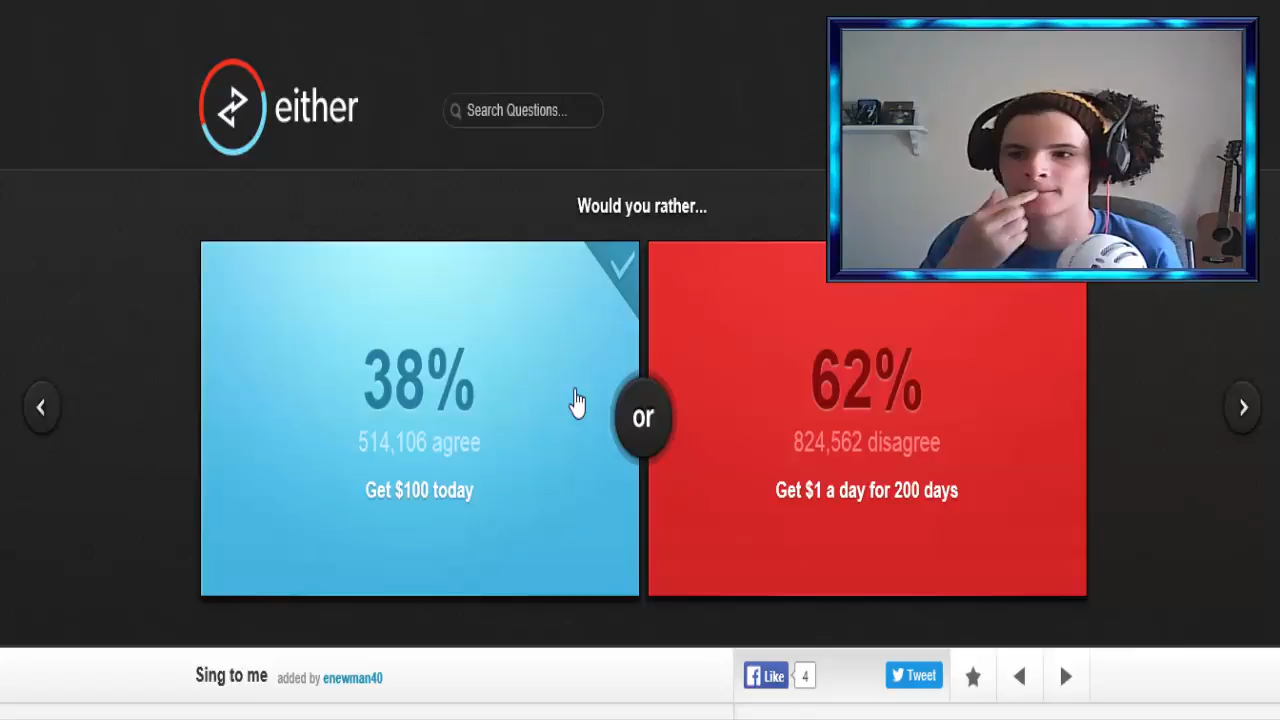 either
Search Questions...
Would you rather...
38%
514,106 agree
Get $100 today
or
62%
824,562 disagree
Get $1 a day for 200 days
Sing to me added by enewman40
Like 4
Tweet